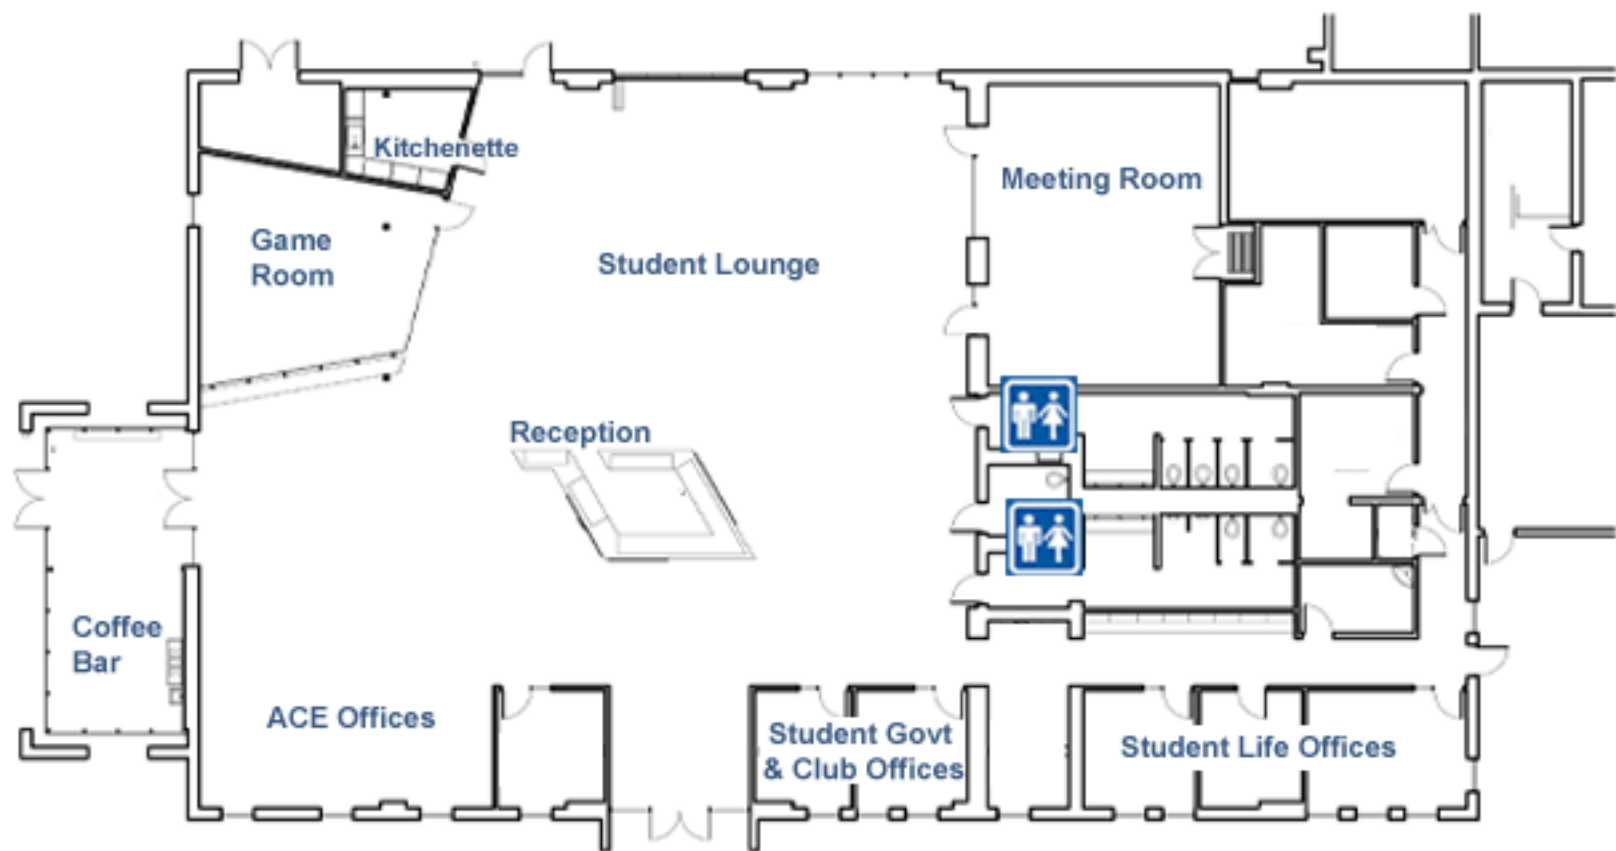 Kitchenette
Meeting Room
Game
Room
Student Lounge
Reception
Coffee
Bar
ACE Offices
Student Govt
& Club Offices
Student Life Offices